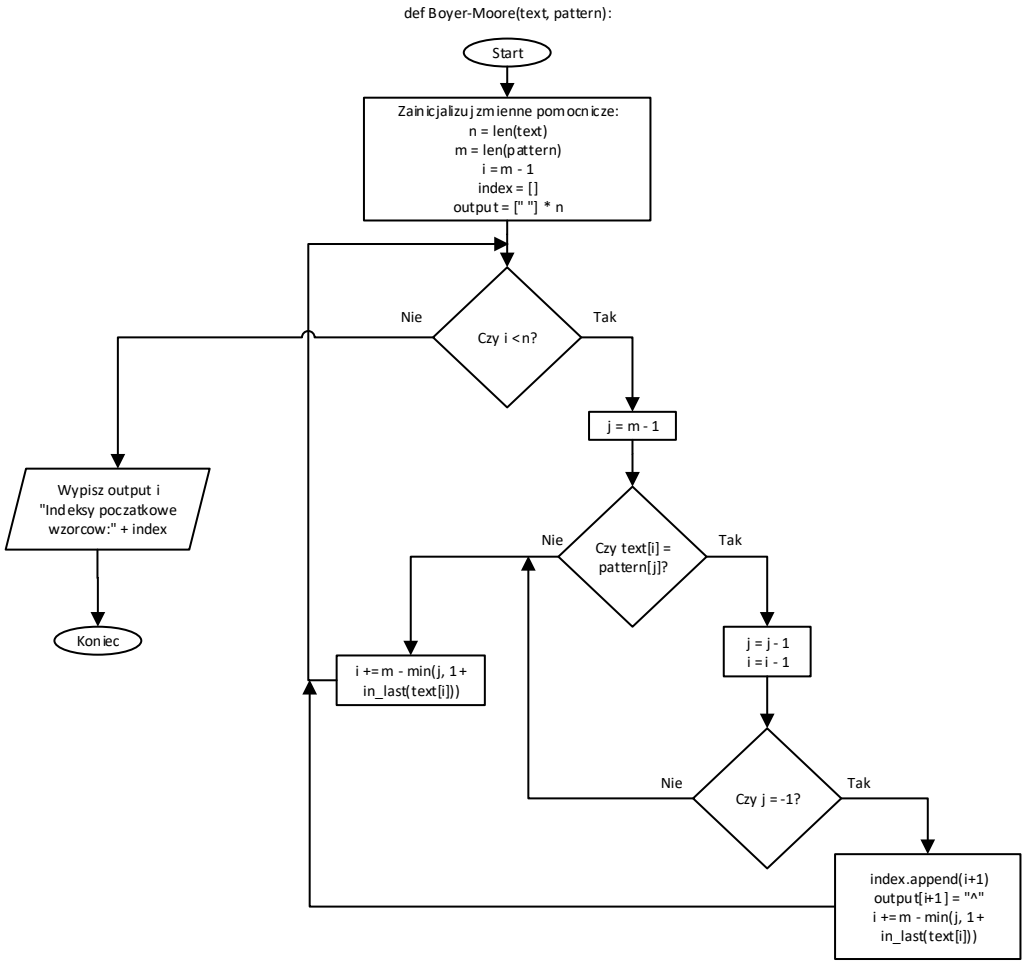 def Boyer-Moore(text, pattern):
Start
Zainicjalizuj zmienne pomocnicze:
n = len(text)
m = len(pattern)
i = m - 1
index = []
output = [" "] * n
Nie
Czy i < n?
Tak
j = m - 1
Wypisz output i
"Indeksy poczatkowe
wzorcow:" + index
Koniec
Nie
Czy text[i] =
pattern[j]?
Tak
j = j - 1
i = i - 1
i += m - min(j, 1 +
in_last(text[i]))
Nie
Czy j = -1?
Tak
index.append(i+1)
output[i+1] = "^"
i += m - min(j, 1 +
in_last(text[i]))